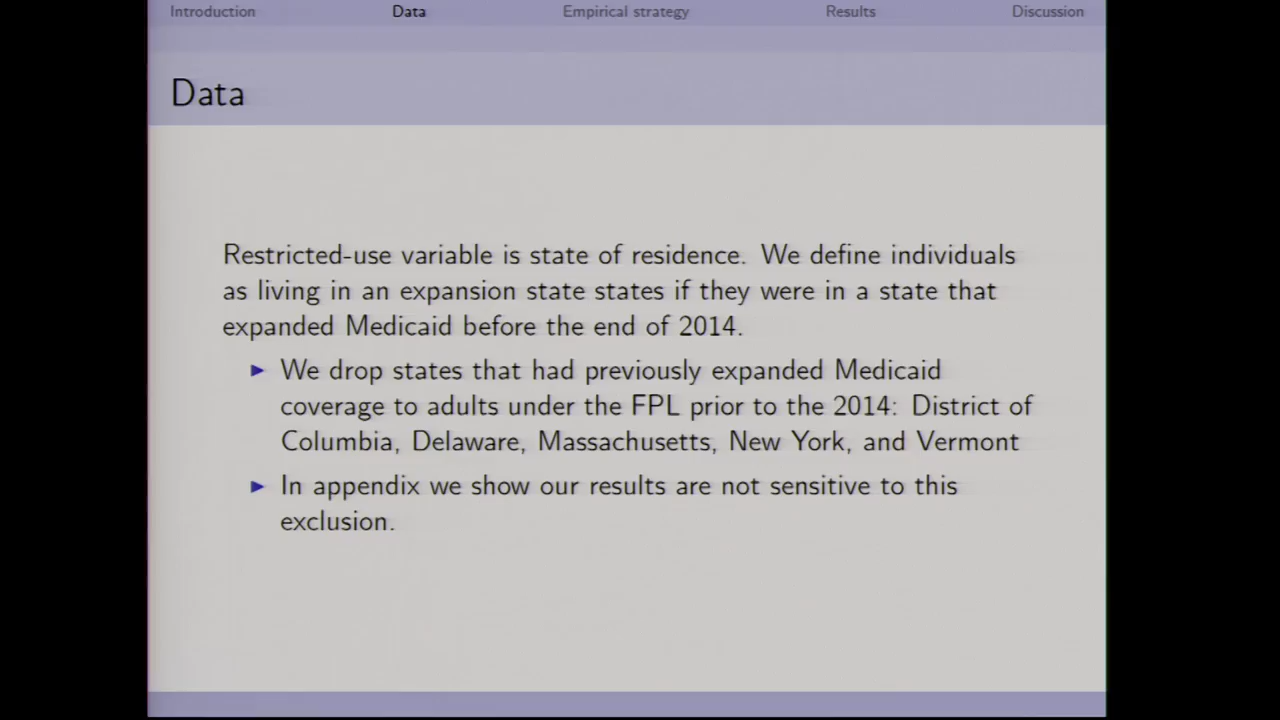 Introduction Data Empirical strategy Results Discussion
Data
Restricted-use variable is state of residence. We define individuals
as living in an expansion state states if they were in a state that
expanded Medicaid before the end of 2014.
▶ We drop states that had previously expanded Medicaid
coverage to adults under the FPL prior to the 2014: District of
Columbia, Delaware, Massachusetts, New York, and Vermont
▶ In appendix we show our results are not sensitive to this
exclusion.